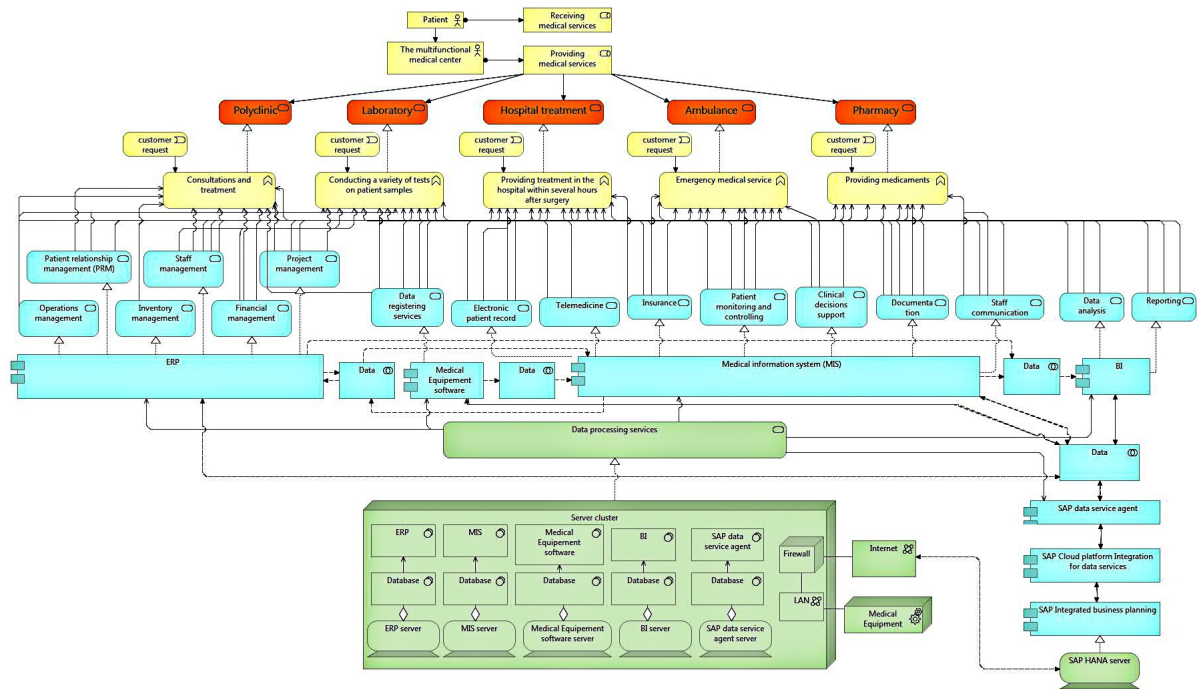 Patient
Receiving
medical services
The multifunctional
medical center
Providing
medical services
Polyclinic
Laboratory
Hospital treatment
Ambulance
Pharmacy
customer
request
customer
request
customer
request
customer
request
customer
request
Consultations and
treatment
Conducting a variety of tests
on patient samples
Providing treatment in the
hospital within several hours
after surgery
Emergency medical service
Providing medicaments
Patient relationship
management (PRM)
Staff
management
Project
management
Operations
management
Inventory
management
Financial
management
Data
registering
services
Electronic
patient record
Telemedicine
Insurance
Patient
monitoring and
controlling
Clinical
decisions
support
Documenta
tion
Staff
communication
Data
analysis
Reporting
ERP
Data
Medical
Equipement
software
Data
Medical information system (MIS)
Data
BI
Data processing services
Data
SAP data service agent
SAP Cloud platform Integration
for data services
SAP Integrated business planning
SAP HANA server
Server cluster
ERP
MIS
Medical
Equipement
software
BI
SAP data
service agent
Database
Database
Database
Database
Database
ERP server
MIS server
Medical Equipement
software server
BI server
SAP data service
agent server
Firewall
LAN
Internet
Medical
Equipment